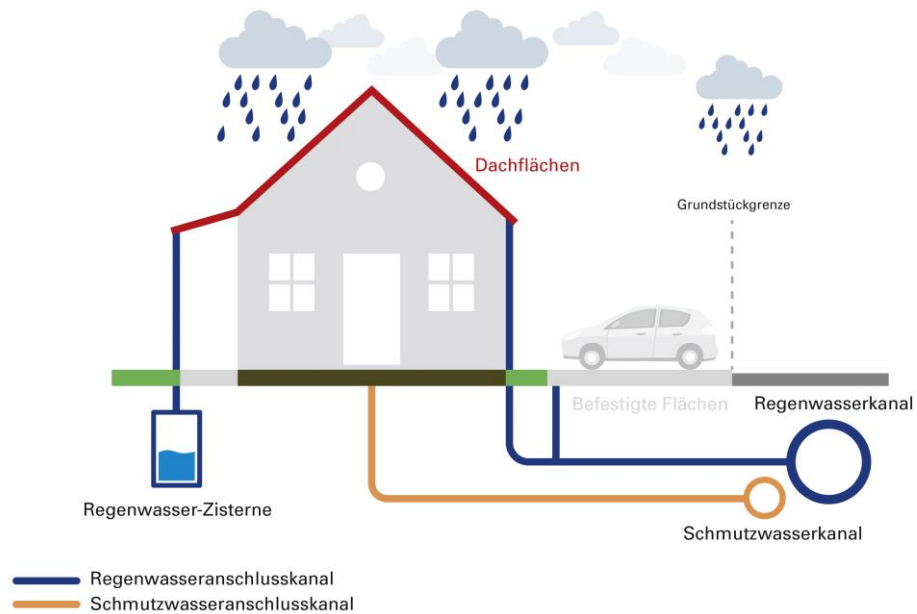 Dachflächen
Grundstückgrenze
Befestigte Flächen
Regenwasserkanal
Regenwasser-Zisterne
Schmutzwasserkanal
Regenwasseranschlusskanal
Schmutzwasseranschlusskanal